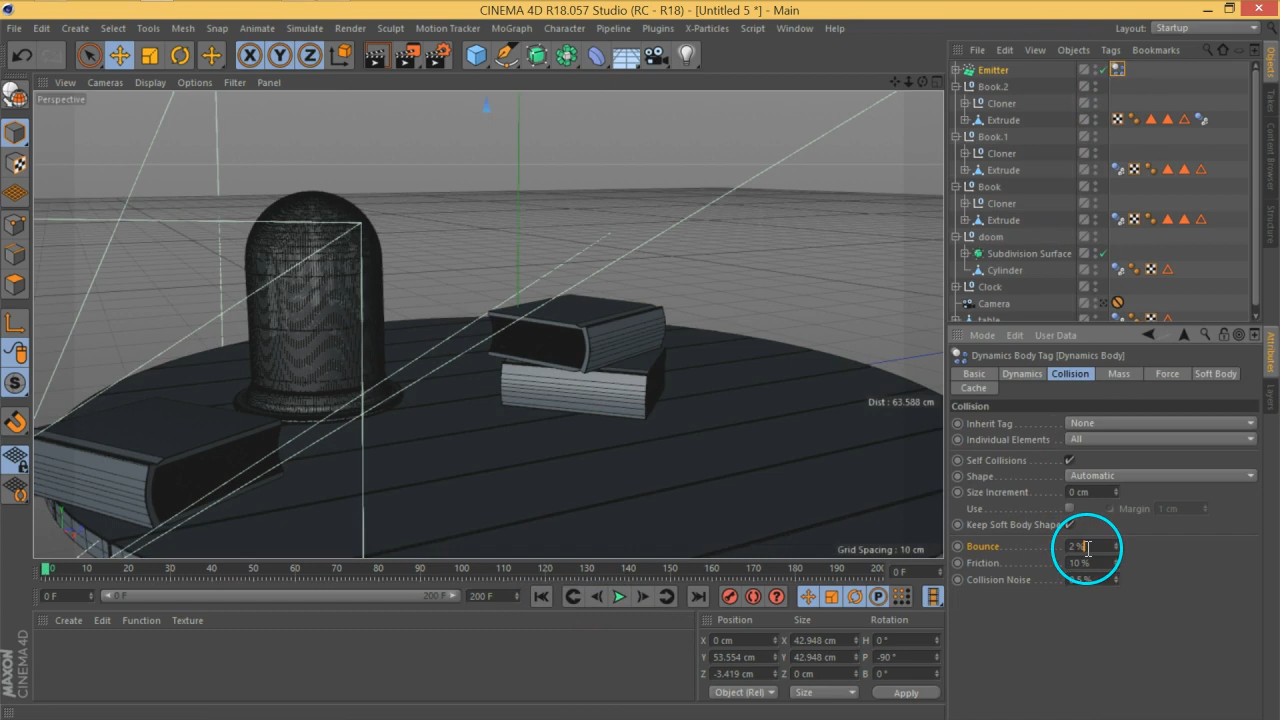 CINEMA 4D R18.057 Studio (RC - R18) - [Untitled 5 *] - Main
File Edit Create Select Tools Mesh Snap Animate Simulate Render Sculpt Motion Tracker MoGraph Character Pipeline Plugins X-Particles Script Window Help
Layout: Startup
View Cameras Display Options Filter Panel
Perspective
Dist : 63.588 cm
Grid Spacing : 10 cm
File Edit View Objects Tags Bookmarks
Emitter
Book.2
Cloner
Extrude
Book.1
Cloner
Extrude
Book
Cloner
Extrude
doom
Subdivision Surface
Cylinder
Clock
Camera
table
Objects
Takes
Content Browser
Structure
Mode Edit User Data
Dynamics Body Tag [Dynamics Body]
Basic Dynamics Collision Mass Force Soft Body
Cache
Collision
Inherit Tag None
Individual Elements All
Self Collisions
Shape Automatic
Size Increment 0 cm
Use Margin 1 cm
Keep Soft Body Shape
Bounce 2 %
Friction 10 %
Collision Noise
Attributes
Layers
0 10 20 30 40 50 60 70 80 90 100 110 120 130 140 150 160 170 180 190 200
0 F
0 F 0 F 200 F 200 F
Create Edit Function Texture
Position Size Rotation
X 0 cm X 42.948 cm H 0 °
Y 53.554 cm Y 42.948 cm P -90 °
Z -3.419 cm Z 0 cm B 0 °
Object (Rel) Size Apply
MAXON
CINEMA 4D